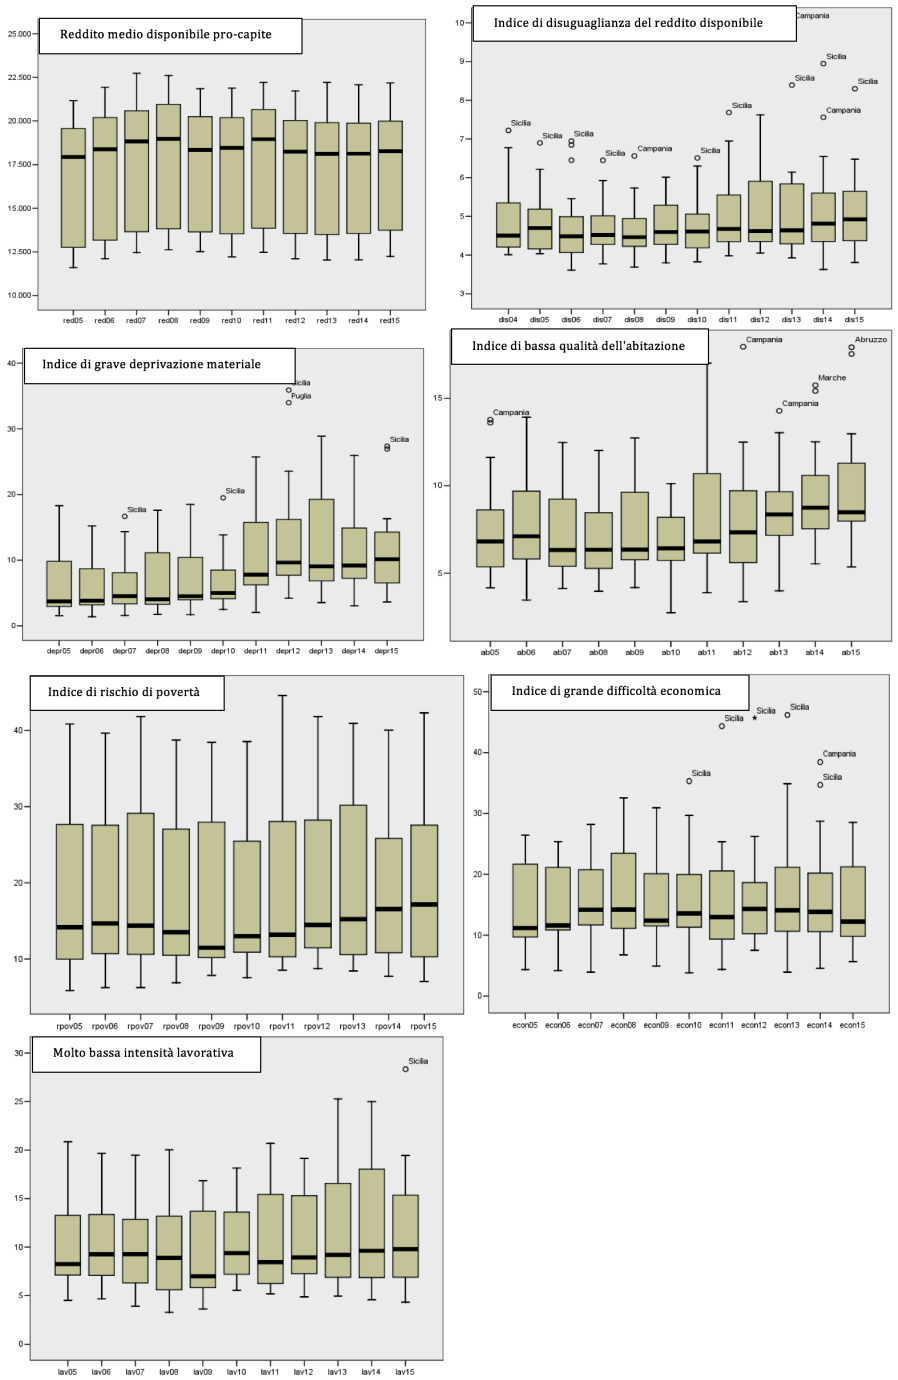 Reddito medio disponibile pro-capite
25.000
22.500
20.000
17.500
15.000
12.500
10.000
red05 red06 red07 red08 red09 red10 red11 red12 red13 red14 red15
Indice di disuguaglianza del reddito disponibile
10
9
8
7
6
5
4
3
Sicilia
Sicilia
Sicilia
Sicilia
Campania
Sicilia
Sicilia
Campania
Sicilia
Sicilia
Campania
Sicilia
dis04 dis05 dis06 dis07 dis08 dis09 dis10 dis11 dis12 dis13 dis14 dis15
Indice di grave deprivazione materiale
40
30
20
10
0
Sicilia
Sicilia
Sicilia
Puglia
Sicilia
depr05 depr06 depr07 depr08 depr09 depr10 depr11 depr12 depr13 depr14 depr15
Indice di bassa qualità dell'abitazione
15
10
5
Campania
Campania
Campania
Marche
Abruzzo
ab05 ab06 ab07 ab08 ab09 ab10 ab11 ab12 ab13 ab14 ab15
Indice di rischio di povertà
40
30
20
10
rpov05 rpov06 rpov07 rpov08 rpov09 rpov10 rpov11 rpov12 rpov13 rpov14 rpov15
Indice di grande difficoltà economica
50
40
30
20
10
0
Sicilia
Sicilia
Sicilia
Sicilia
Campania
Sicilia
econ05 econ06 econ07 econ08 econ09 econ10 econ11 econ12 econ13 econ14 econ15
Molto bassa intensità lavorativa
30
25
20
15
10
5
0
Sicilia
lav05 lav06 lav07 lav08 lav09 lav10 lav11 lav12 lav13 lav14 lav15